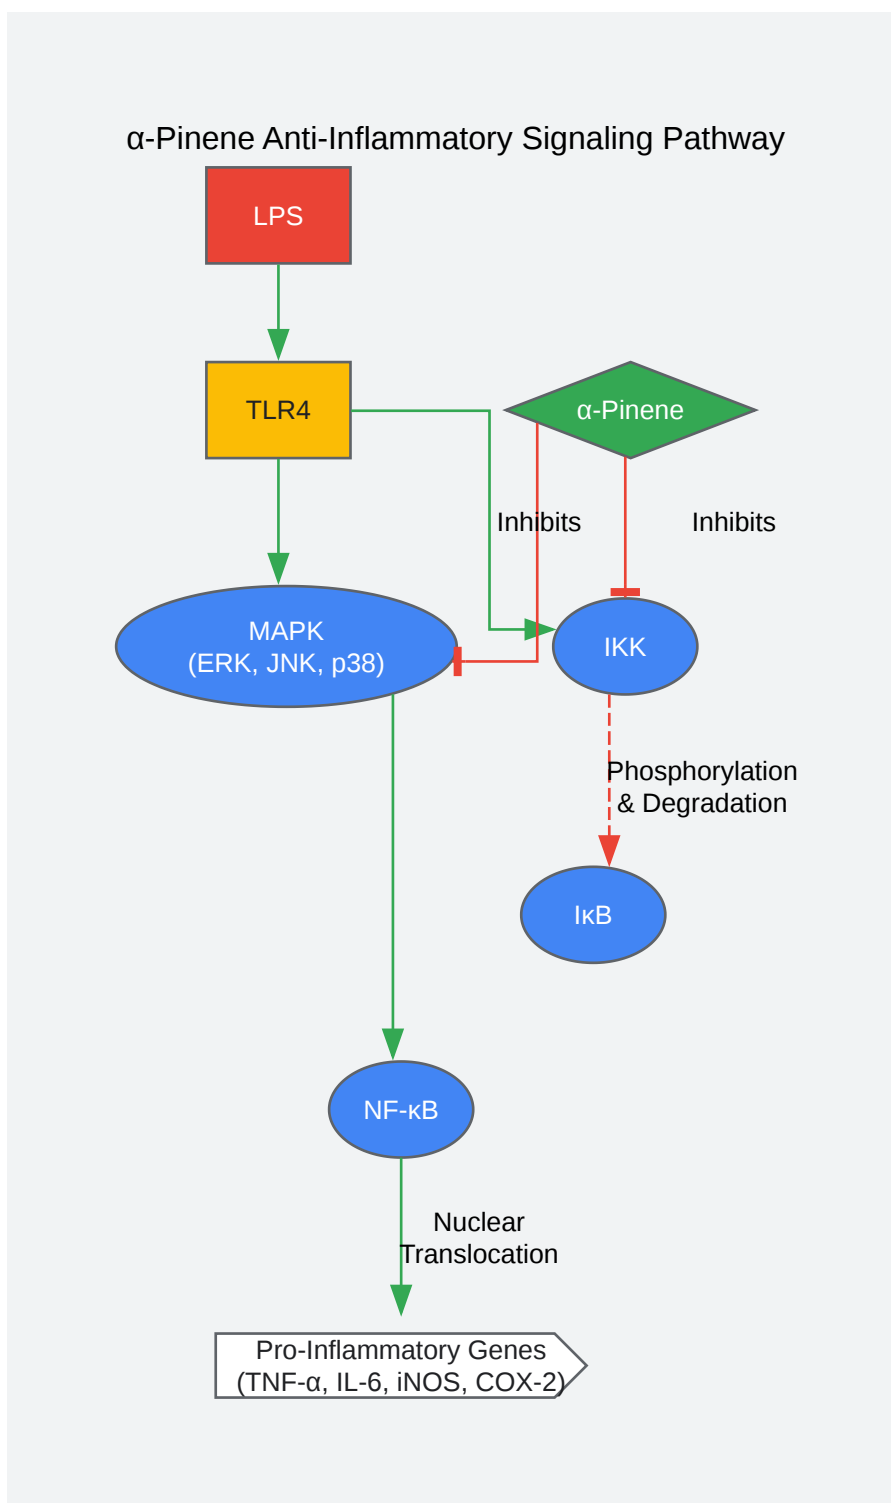 α-Pinene Anti-Inflammatory Signaling Pathway
LPS
TLR4
α-Pinene
Inhibits
Inhibits
MAPK
(ERK, JNK, p38)
IKK
Phosphorylation
& Degradation
IκB
NF-κB
Nuclear
Translocation
Pro-Inflammatory Genes
(TNF-α, IL-6, iNOS, COX-2)